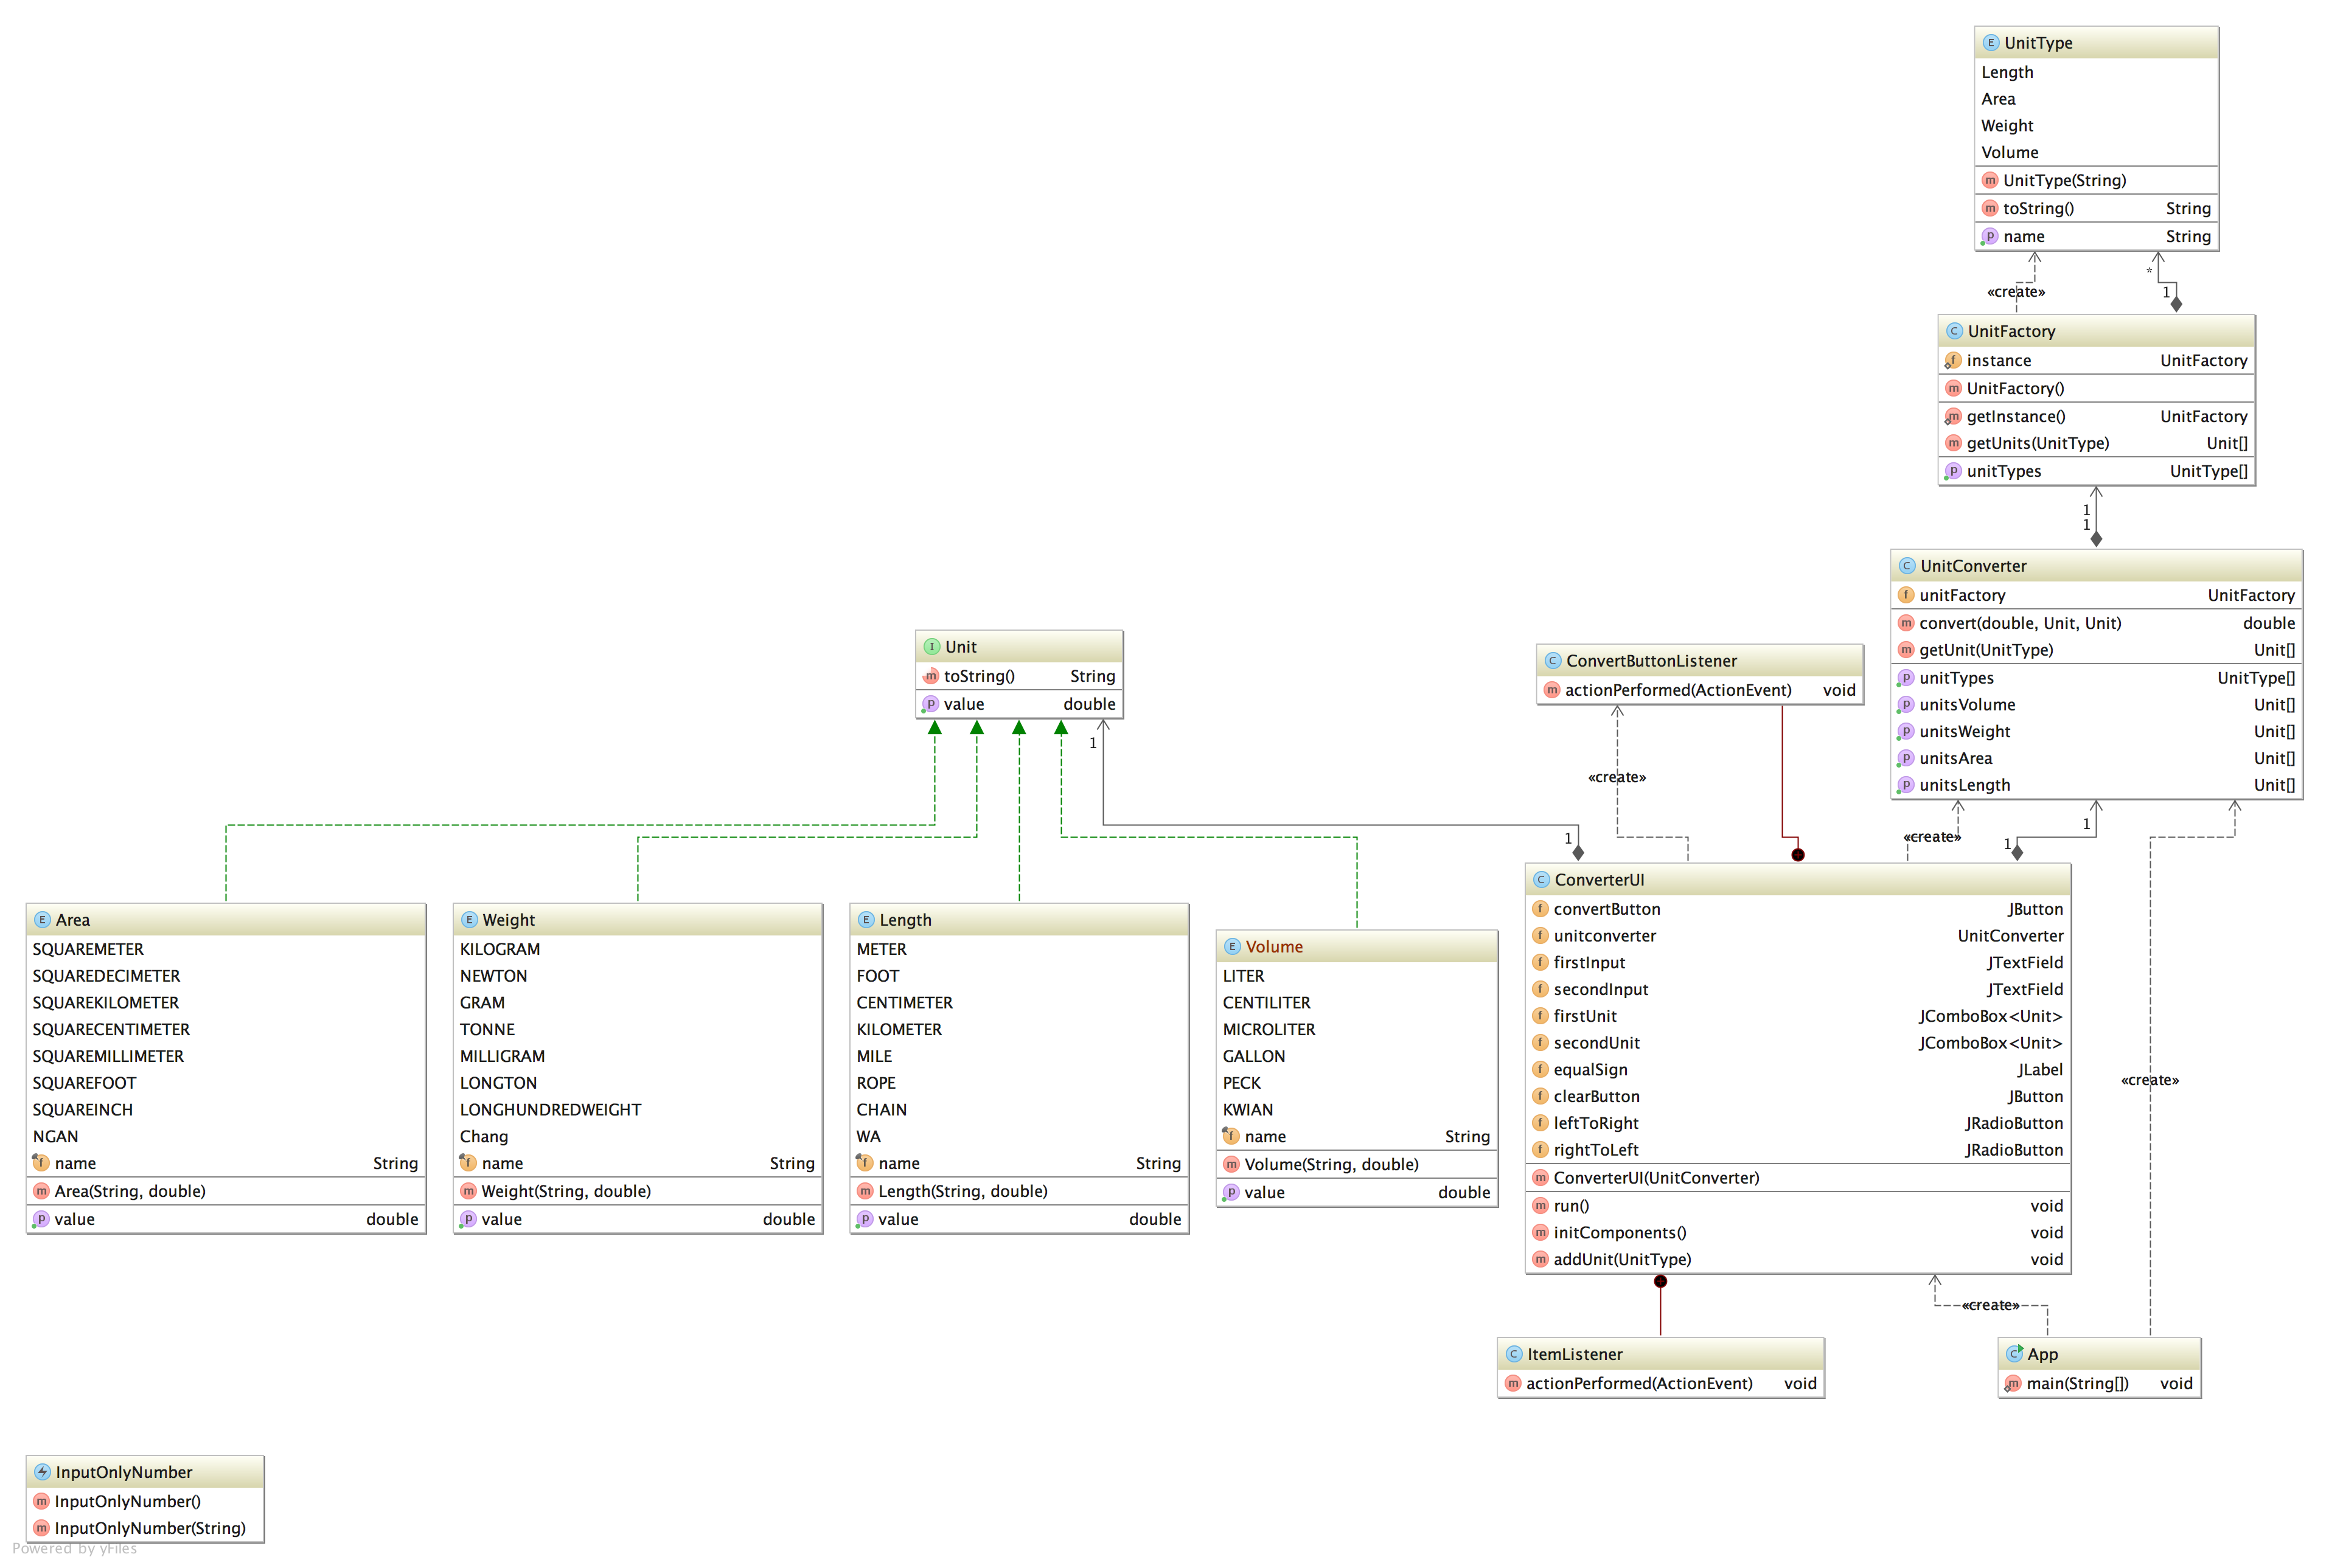 UnitType
Length
Area
Weight
Volume
UnitType(String)
toString() String
name String
*
«create» 1
UnitFactory
instance UnitFactory
UnitFactory()
getInstance() UnitFactory
getUnits(UnitType) Unit[]
unitTypes UnitType[]
1
1
UnitConverter
unitFactory UnitFactory
convert(double, Unit, Unit) double
getUnit(UnitType) Unit[]
unitTypes UnitType[]
unitsVolume Unit[]
unitsWeight Unit[]
unitsArea Unit[]
unitsLength Unit[]
Unit
toString() String
value double
1
ConvertButtonListener
actionPerformed(ActionEvent) void
«create»
1
«create»
1
1
ConverterUI
convertButton JButton
unitconverter UnitConverter
firstInput JTextField
secondInput JTextField
firstUnit JComboBox<Unit>
secondUnit JComboBox<Unit>
equalSign JLabel
clearButton JButton
leftToRight JRadioButton
rightToLeft JRadioButton
ConverterUI(UnitConverter)
run() void
initComponents() void
addUnit(UnitType) void
«create»
Area
SQUAREMETER
SQUAREDECIMETER
SQUAREKILOMETER
SQUARECENTIMETER
SQUAREMILLIMETER
SQUAREFOOT
SQUAREINCH
NGAN
name String
Area(String, double)
value double
Weight
KILOGRAM
NEWTON
GRAM
TONNE
MILLIGRAM
LONGTON
LONGHUNDREDWEIGHT
Chang
name String
Weight(String, double)
value double
Length
METER
FOOT
CENTIMETER
KILOMETER
MILE
ROPE
CHAIN
WA
name String
Length(String, double)
value double
Volume
LITER
CENTILITER
MICROLITER
GALLON
PECK
KWIAN
name String
Volume(String, double)
value double
«create»
ItemListener
actionPerformed(ActionEvent) void
App
main(String[]) void
InputOnlyNumber
InputOnlyNumber()
InputOnlyNumber(String)
Powered by yFiles